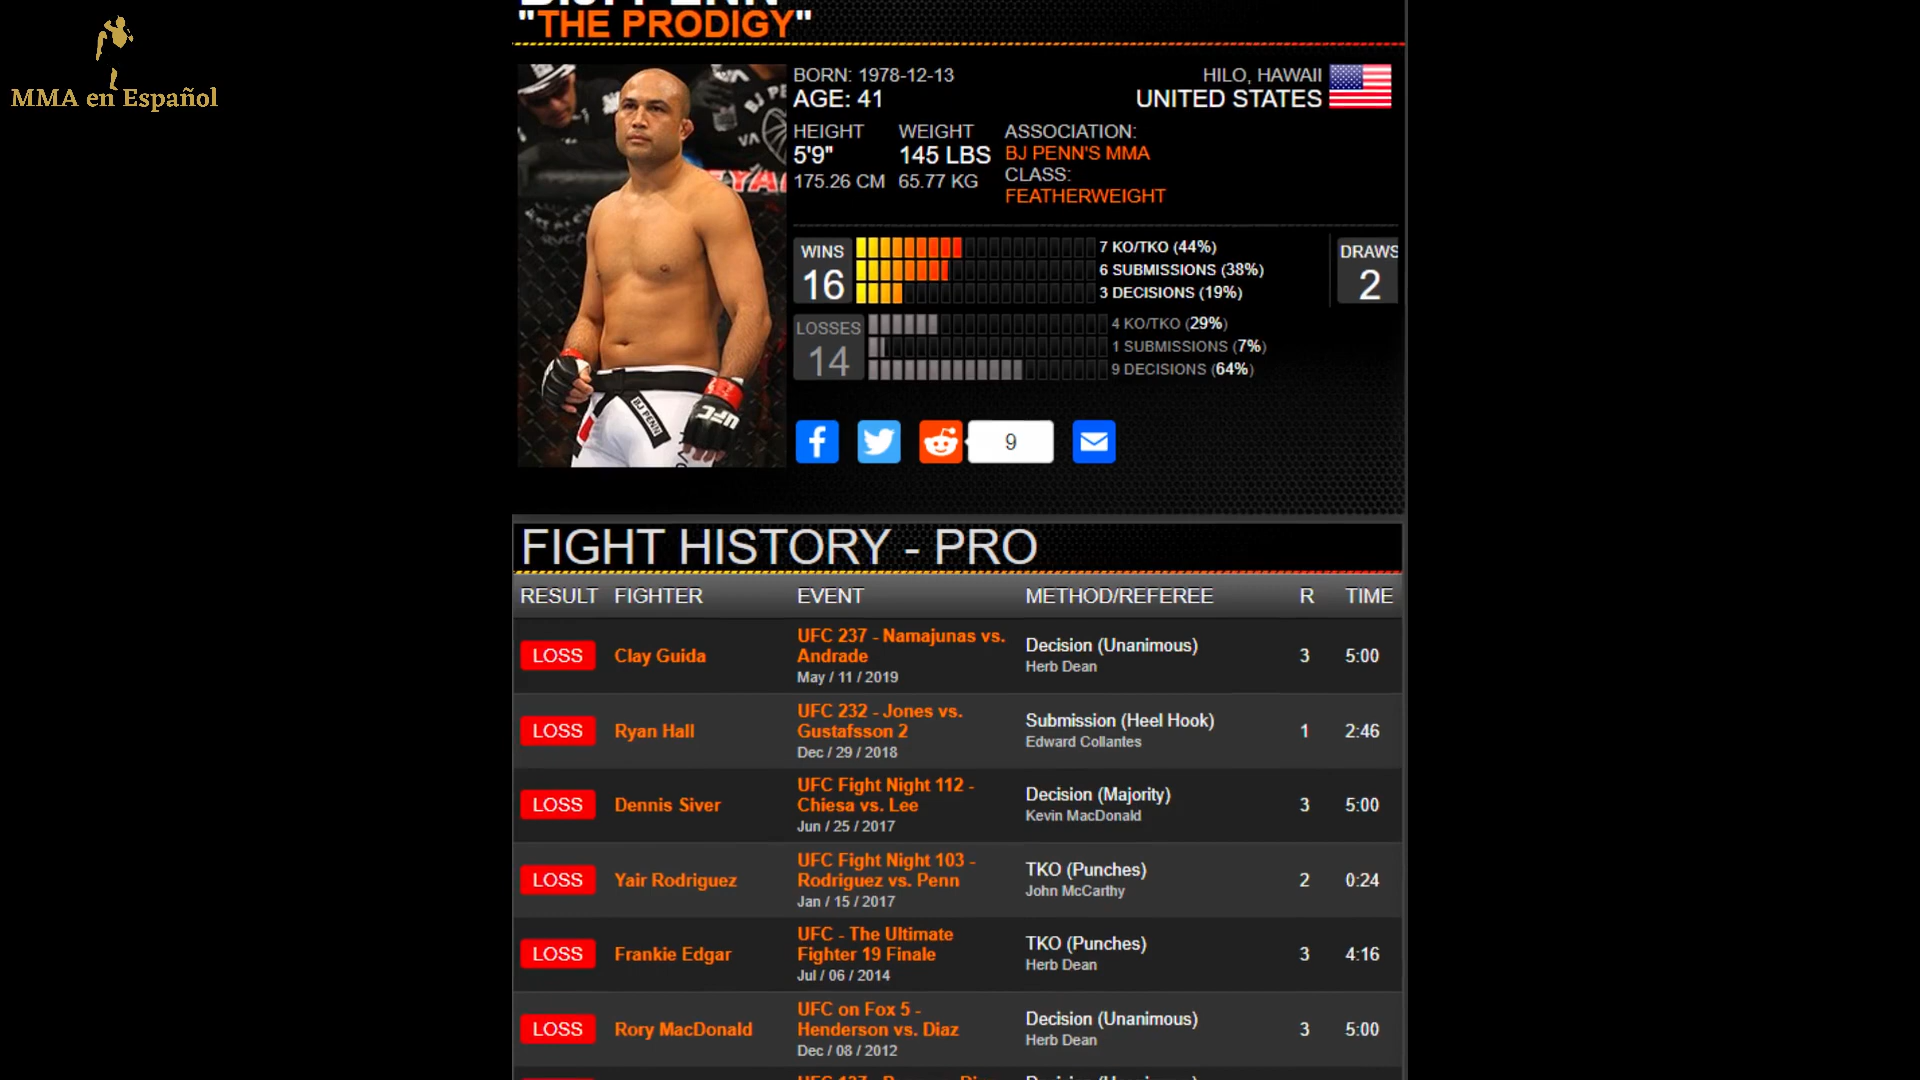 B.J. PENN
"THE PRODIGY"
MMA en Español
BORN: 1978-12-13
AGE: 41
HILO, HAWAII
UNITED STATES
HEIGHT
5'9"
175.26 CM
WEIGHT
145 LBS
65.77 KG
ASSOCIATION:
BJ PENN'S MMA
CLASS:
FEATHERWEIGHT
WINS
16
7 KO/TKO (44%)
6 SUBMISSIONS (38%)
3 DECISIONS (19%)
DRAWS
2
LOSSES
14
4 KO/TKO (29%)
1 SUBMISSIONS (7%)
9 DECISIONS (64%)
BJ PENN
UFC
9
FIGHT HISTORY - PRO
RESULT FIGHTER EVENT METHOD/REFEREE R TIME
LOSS Clay Guida UFC 237 - Namajunas vs. Andrade May / 11 / 2019 Decision (Unanimous) Herb Dean 3 5:00
LOSS Ryan Hall UFC 232 - Jones vs. Gustafsson 2 Dec / 29 / 2018 Submission (Heel Hook) Edward Collantes 1 2:46
LOSS Dennis Siver UFC Fight Night 112 - Chiesa vs. Lee Jun / 25 / 2017 Decision (Majority) Kevin MacDonald 3 5:00
LOSS Yair Rodriguez UFC Fight Night 103 - Rodriguez vs. Penn Jan / 15 / 2017 TKO (Punches) John McCarthy 2 0:24
LOSS Frankie Edgar UFC - The Ultimate Fighter 19 Finale Jul / 06 / 2014 TKO (Punches) Herb Dean 3 4:16
LOSS Rory MacDonald UFC on Fox 5 - Henderson vs. Diaz Dec / 08 / 2012 Decision (Unanimous) Herb Dean 3 5:00